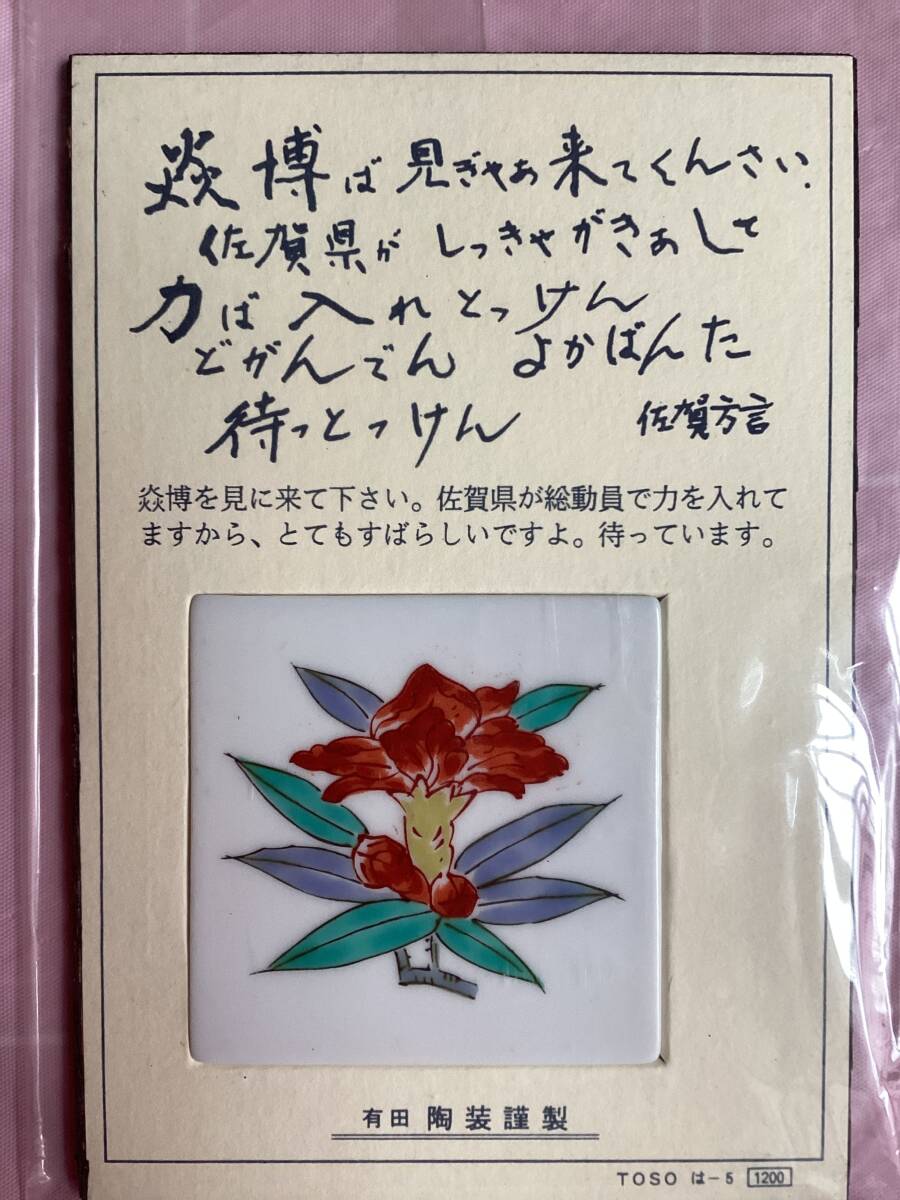 焱博ば見ぎゃあ来てくんさい.
佐賀県がしっきゃがきあして
力ば入れとっけん
どがんでんよかばんた
待っとっけん
佐賀方言
焱博を見に来て下さい。佐賀県が総動員で力を入れて
ますから、とてもすばらしいですよ。待っています。
有田 陶装謹製
TOSO は-5 1200